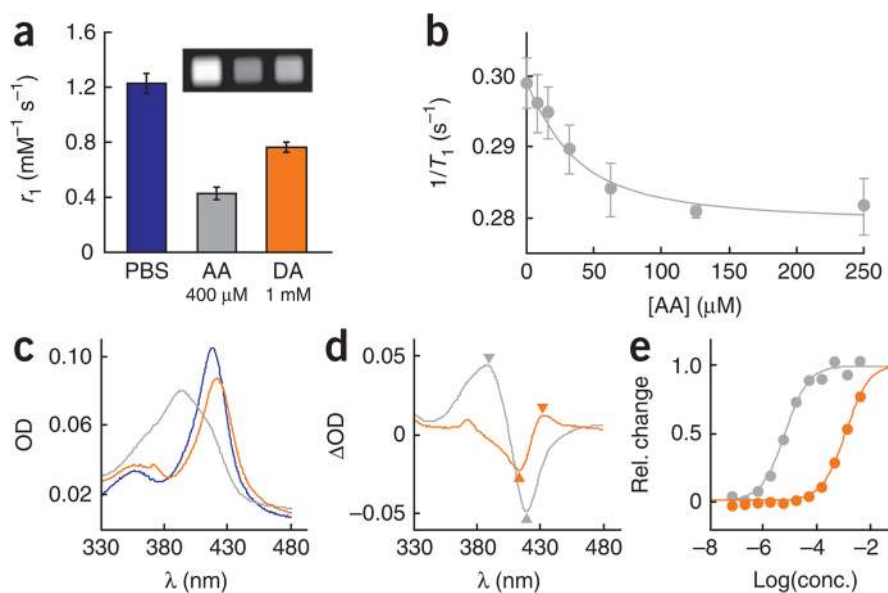 a
r₁ (mM⁻¹ s⁻¹)
1.6
1.2
0.8
0.4
0
PBS AA DA
400 μM 1 mM
b
1/T₁ (s⁻¹)
0.30
0.29
0.28
0 50 100 150 200 250
[AA] (μM)
c
OD
0.10
0.06
0.02
330 380 430 480
λ (nm)
d
ΔOD
0.05
0
−0.05
330 380 430 480
λ (nm)
e
Rel. change
1.0
0.5
0
−8 −6 −4 −2
Log(conc.)